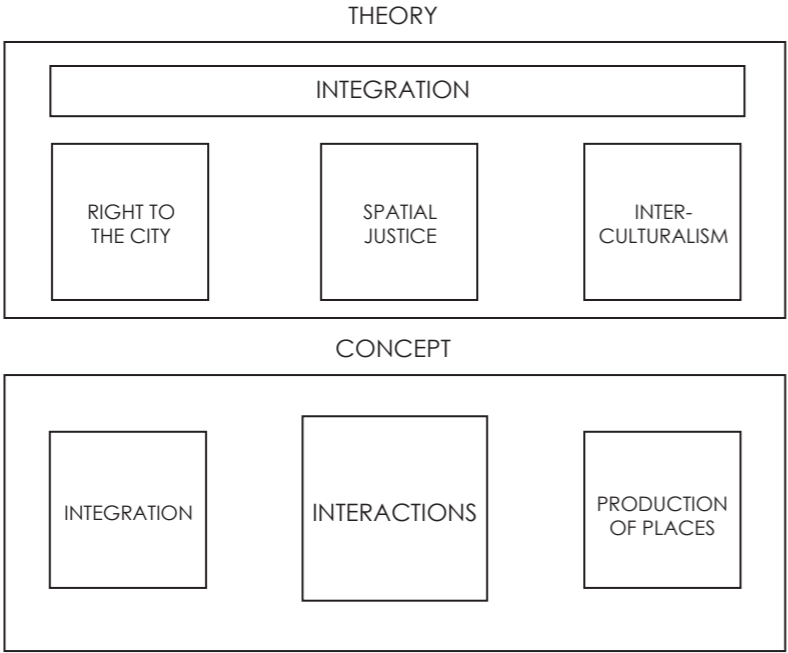 THEORY
INTEGRATION
RIGHT TO
THE CITY
SPATIAL
JUSTICE
INTER-
CULTURALISM
CONCEPT
INTEGRATION
INTERACTIONS
PRODUCTION
OF PLACES